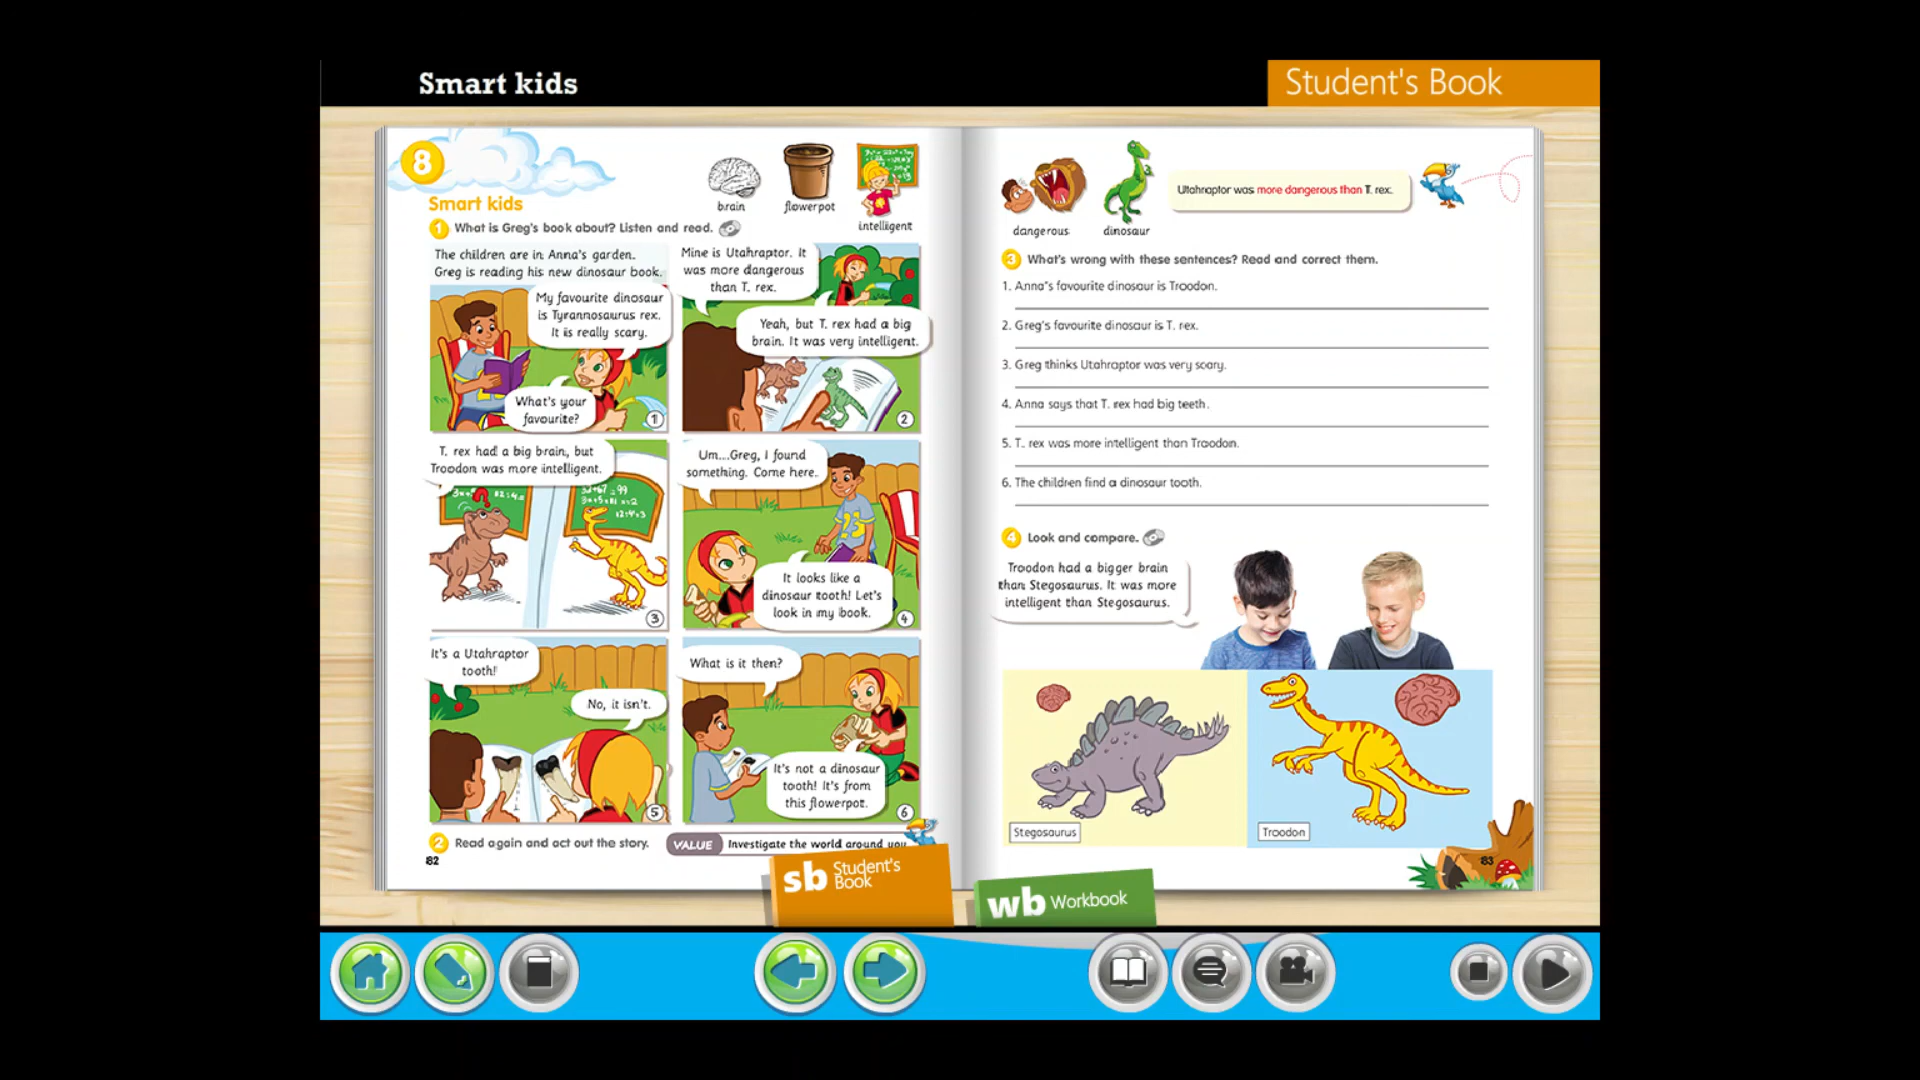 Smart kids
Student's Book
8
Smart kids
brain
flowerpot
intelligent
1 What is Greg's book about? Listen and read.
The children are in Anna's garden.
Greg is reading his new dinosaur book.
My favourite dinosaur
is Tyrannosaurus rex.
It is really scary.
What's your
favourite?
1
Mine is Utahraptor. It
was more dangerous
than T. rex.
Yeah, but T. rex had a big
brain. It was very intelligent.
2
T. rex had a big brain, but
Troodon was more intelligent.
3
Um....Greg, I found
something. Come here.
It looks like a
dinosaur tooth! Let's
look in my book.
4
It's a Utahraptor
tooth!
No, it isn't.
5
What is it then?
It's not a dinosaur
tooth! It's from
this flowerpot.
6
2 Read again and act out the story.
VALUE Investigate the world around you
82
dangerous
dinosaur
Utahraptor was more dangerous than T. rex.
3 What's wrong with these sentences? Read and correct them.
1. Anna's favourite dinosaur is Troodon.
2. Greg's favourite dinosaur is T. rex.
3. Greg thinks Utahraptor was very scary.
4. Anna says that T. rex had big teeth.
5. T. rex was more intelligent than Troodon.
6. The children find a dinosaur tooth.
4 Look and compare.
Troodon had a bigger brain
than Stegosaurus. It was more
intelligent than Stegosaurus.
Stegosaurus
Troodon
83
sb Student's
Book
wb Workbook